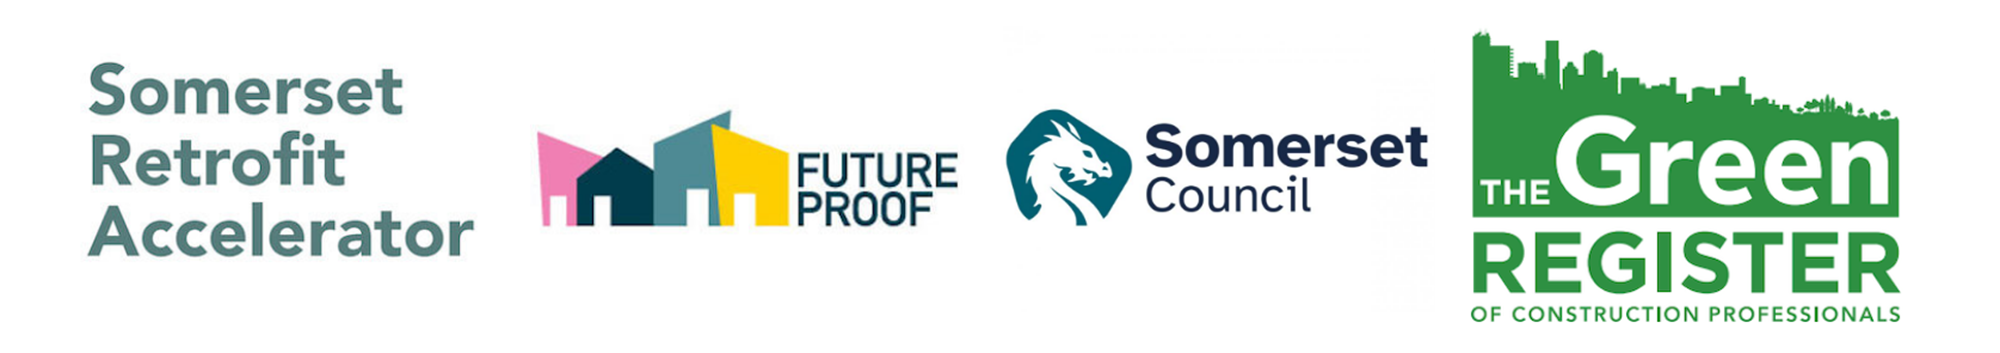 Somerset
Retrofit
Accelerator
FUTURE
PROOF
Somerset
Council
THE Green
REGISTER
OF CONSTRUCTION PROFESSIONALS